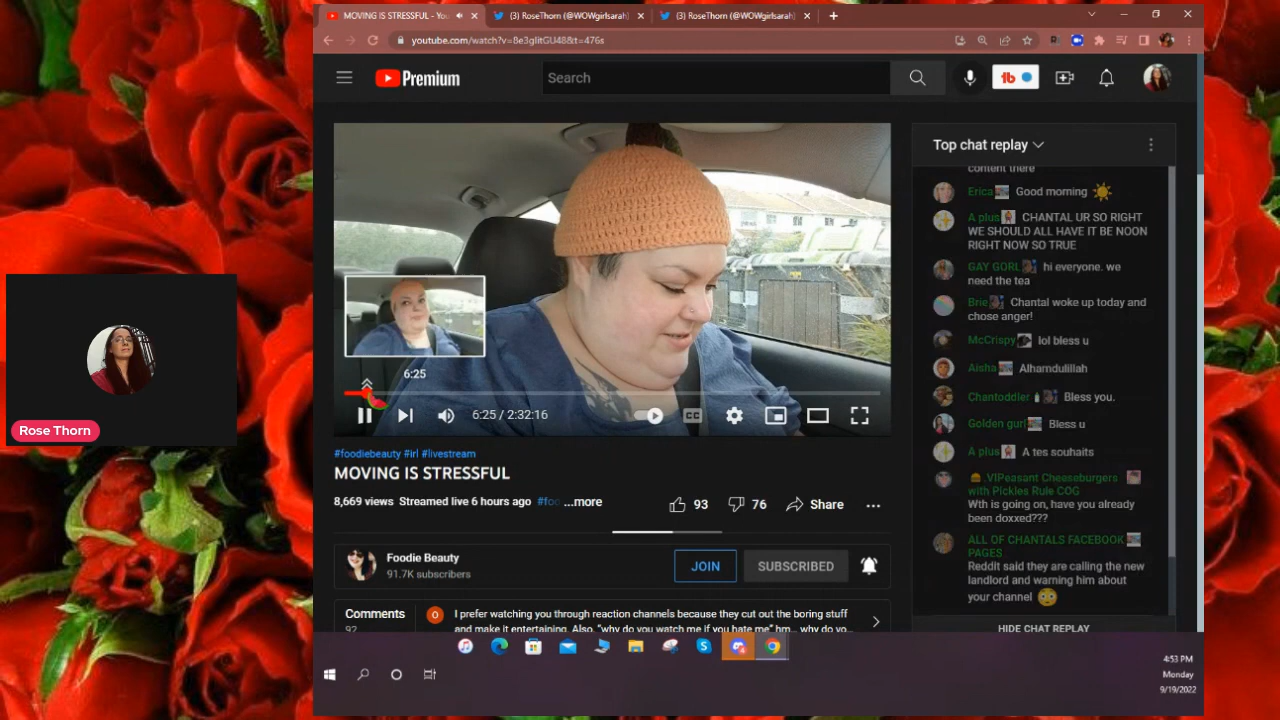 MOVING IS STRESSFUL - You
(3) RoseThorn (@WOWgirlsarah)
(3) RoseThorn (@WOWgirlsarah)
Premium
Search
Top chat replay
content there
Erica Good morning
A plus CHANTAL UR SO RIGHT
WE SHOULD ALL HAVE IT BE NOON
RIGHT NOW SO TRUE
GAY GORL hi everyone. we
need the tea
Brie Chantal woke up today and
chose anger!
McCrispy lol bless u
Aisha Alhamdulillah
Chantoddler Bless you.
Golden gurl Bless u
A plus A tes souhaits
.VIPeasant Cheeseburgers
with Pickles Rule COG
Wth is going on, have you already
been doxxed???
ALL OF CHANTALS FACEBOOK
PAGES
Reddit said they are calling the new
landlord and warning him about
your channel
HIDE CHAT REPLAY
6:25
6:25 / 2:32:16
CC
#foodiebeauty #irl #livestream
MOVING IS STRESSFUL
8,669 views Streamed live 6 hours ago #foo ...more
93
76
Share
Foodie Beauty
91.7K subscribers
JOIN
SUBSCRIBED
Comments
92
I prefer watching you through reaction channels because they cut out the boring stuff
and make it entertaining. Also, "why do you watch me if you hate me" hm... why do yo...
Rose Thorn
4:53 PM
Monday
9/19/2022